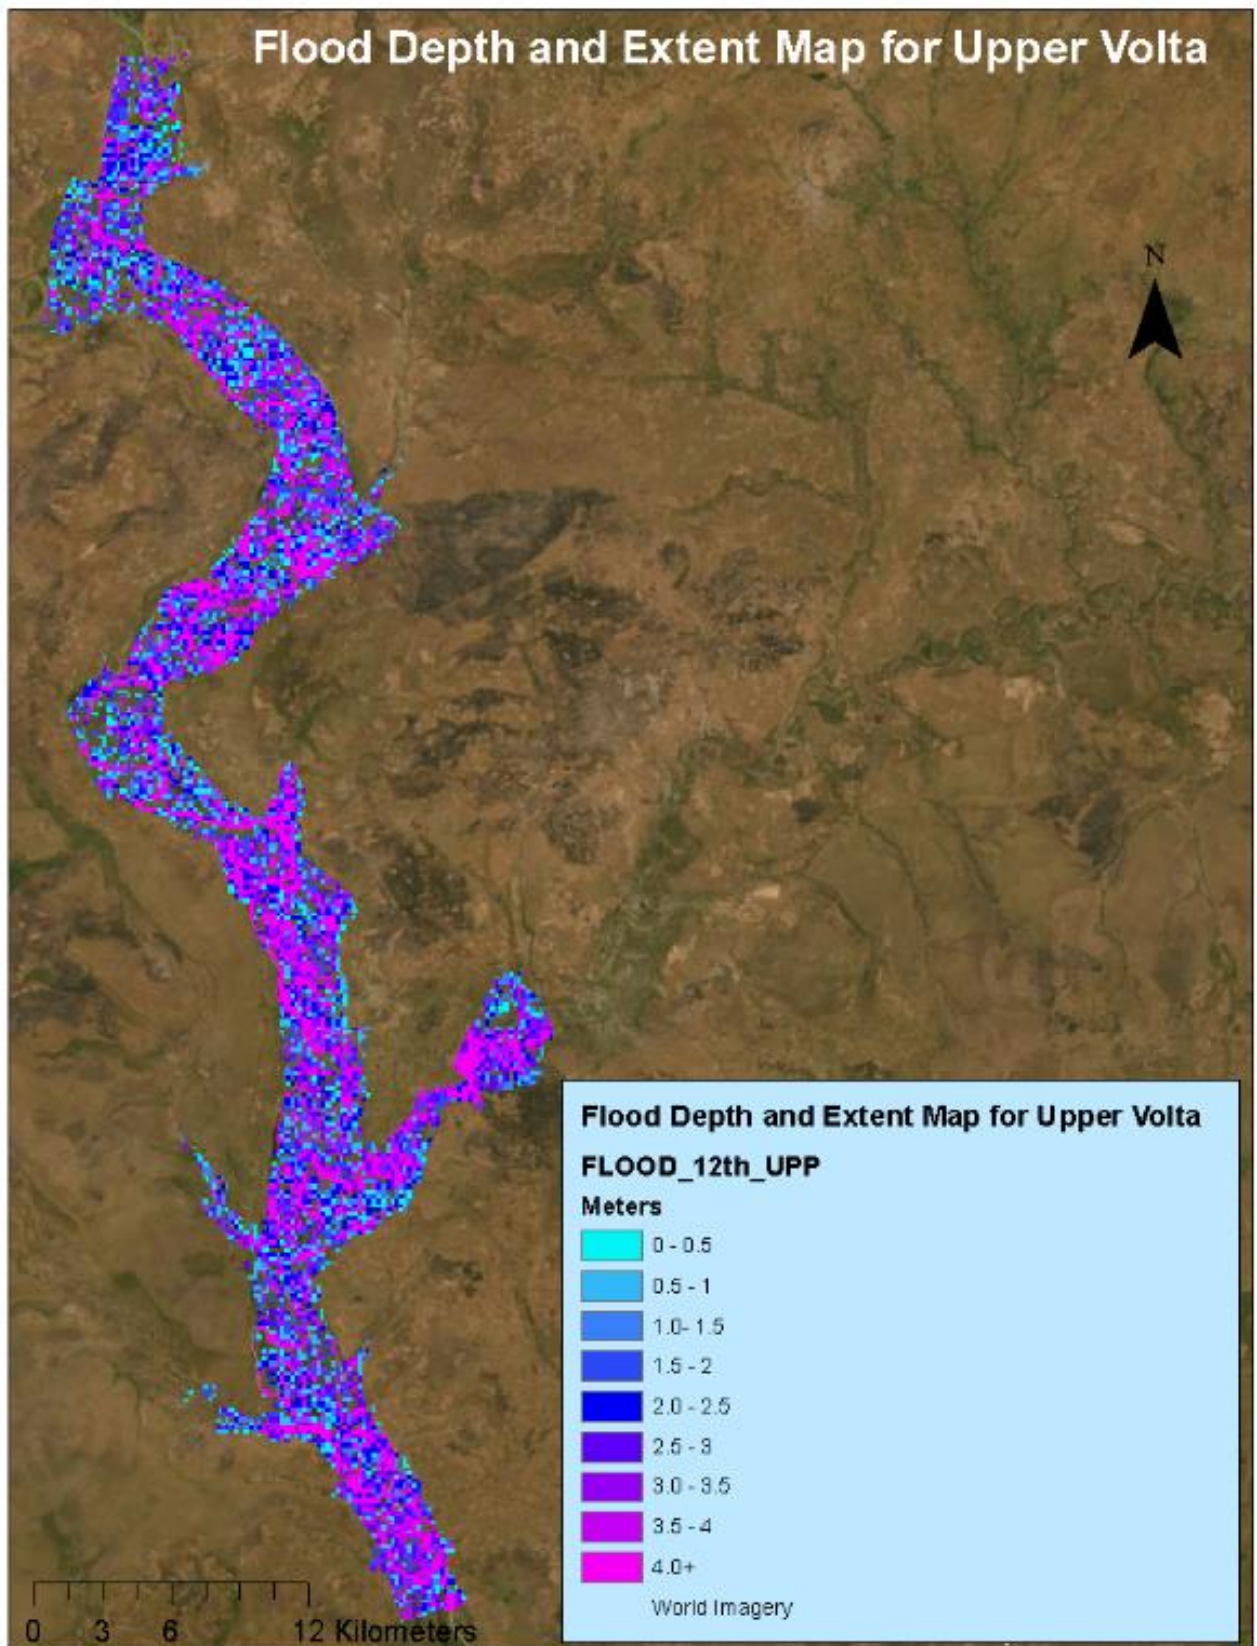 Flood Depth and Extent Map for Upper Volta
N
Flood Depth and Extent Map for Upper Volta
FLOOD_12th_UPP
Meters
0 - 0.5
0.5 - 1
1.0- 1.5
1.5 - 2
2.0 - 2.5
2.5 - 3
3.0 - 3.5
3.5 - 4
4.0+
World Imagery
0 3 6 12 Kilometers